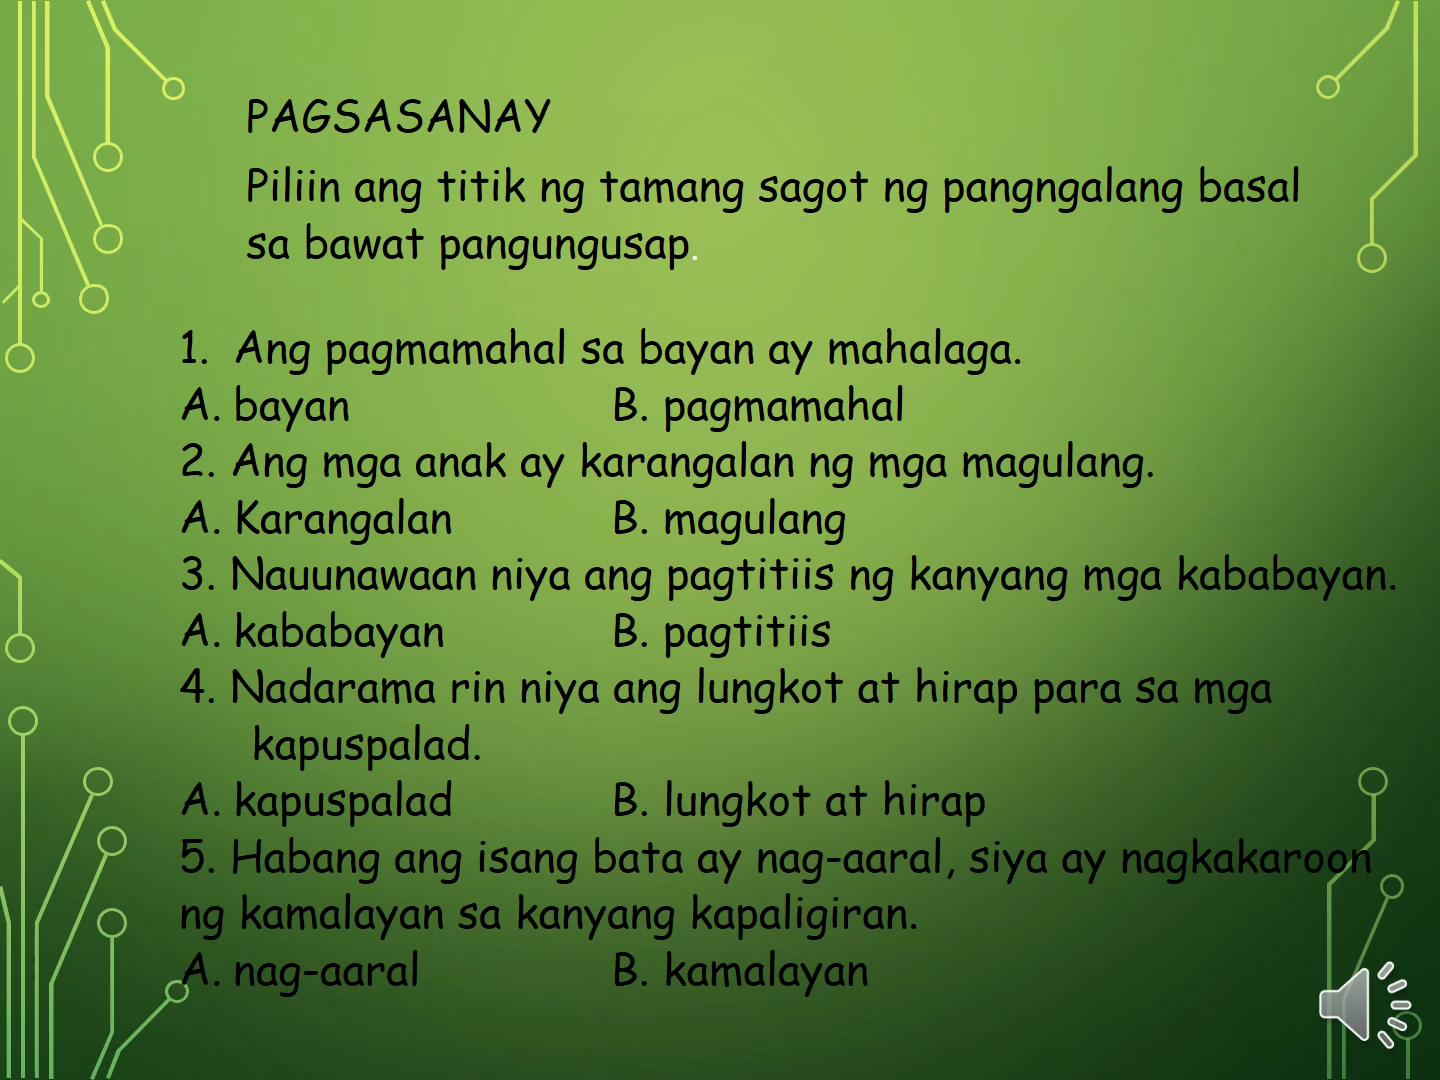 PAGSASANAY
Piliin ang titik ng tamang sagot ng pangngalang basal
sa bawat pangungusap.
1. Ang pagmamahal sa bayan ay mahalaga.
A. bayan B. pagmamahal
2. Ang mga anak ay karangalan ng mga magulang.
A. Karangalan B. magulang
3. Nauunawaan niya ang pagtitiis ng kanyang mga kababayan.
A. kababayan B. pagtitiis
4. Nadarama rin niya ang lungkot at hirap para sa mga
kapuspalad.
A. kapuspalad B. lungkot at hirap
5. Habang ang isang bata ay nag-aaral, siya ay nagkakaroon
ng kamalayan sa kanyang kapaligiran.
A. nag-aaral B. kamalayan